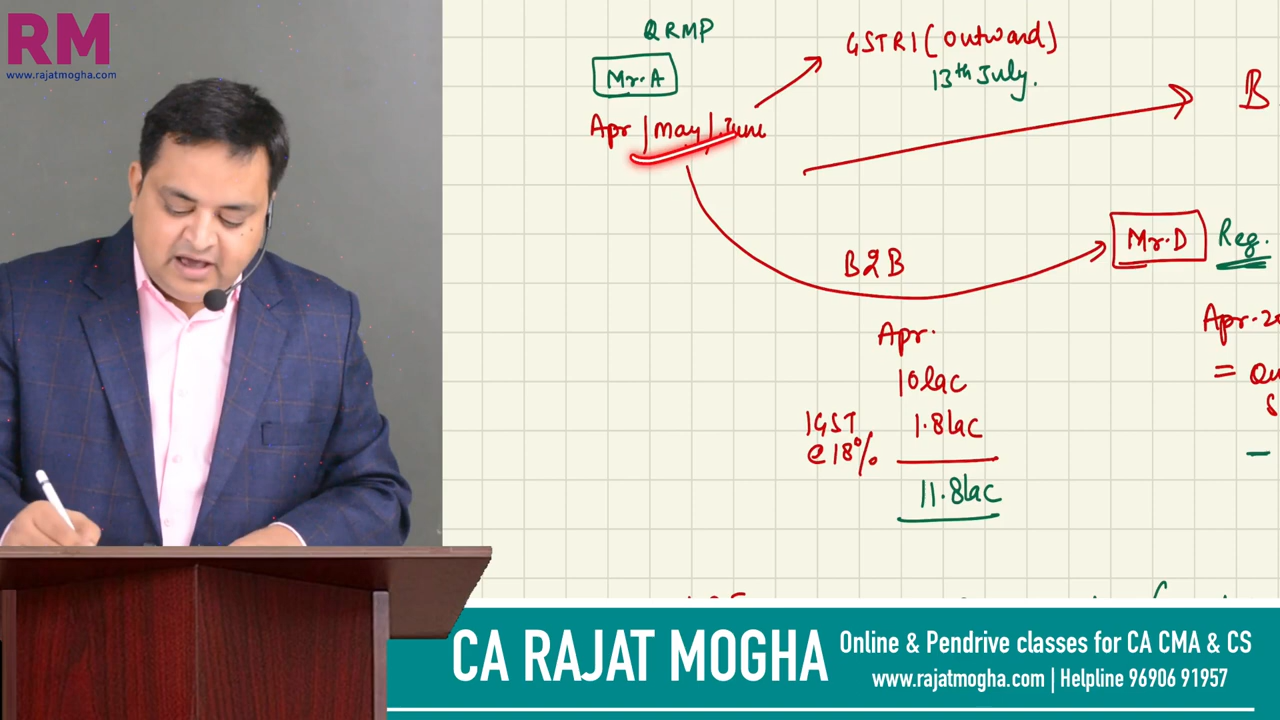 RM
www.rajatmogha.com
QRMP
Mr.A
Apr | May | June
GSTR1 (Outward)
13th July.
B
Mr.D
Reg.
B2B
Apr.
10lac
IGST
@18%
1.8lac
11.8lac
Apr-20
=
CA RAJAT MOGHA
Online & Pendrive classes for CA CMA & CS
www.rajatmogha.com | Helpline 96906 91957